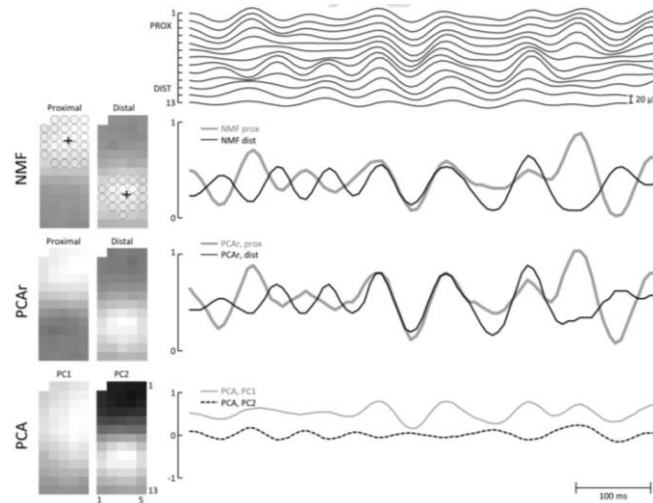 1
PROX
DIST
13
20 µ
Proximal
Distal
NMF
NMF prox
NMF dist
1
0
Proximal
Distal
PCAr
PCAr, prox
PCAr, dist
1
0
PC1
PC2
PCA
1
13
1
5
PCA, PC1
PCA, PC2
1
0
-1
100 ms